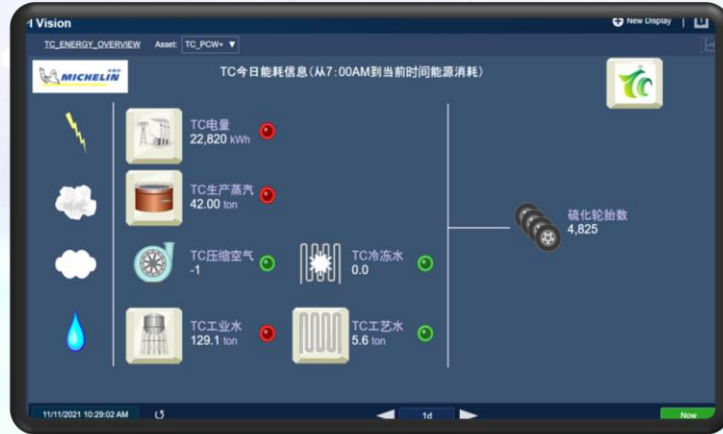 I Vision
New Display
TC_ENERGY_OVERVIEW Asset: TC_PCW+ ▼
MICHELIN
TC今日能耗信息(从7:00AM到当前时间能源消耗)
TC电量
22,820 kWh
TC生产蒸汽
42.00 ton
硫化轮胎数
4,825
TC压缩空气
-1
TC冷冻水
0.0
TC工业水
129.1 ton
TC工艺水
5.6 ton
11/11/2021 10:29:02 AM
1d
Now